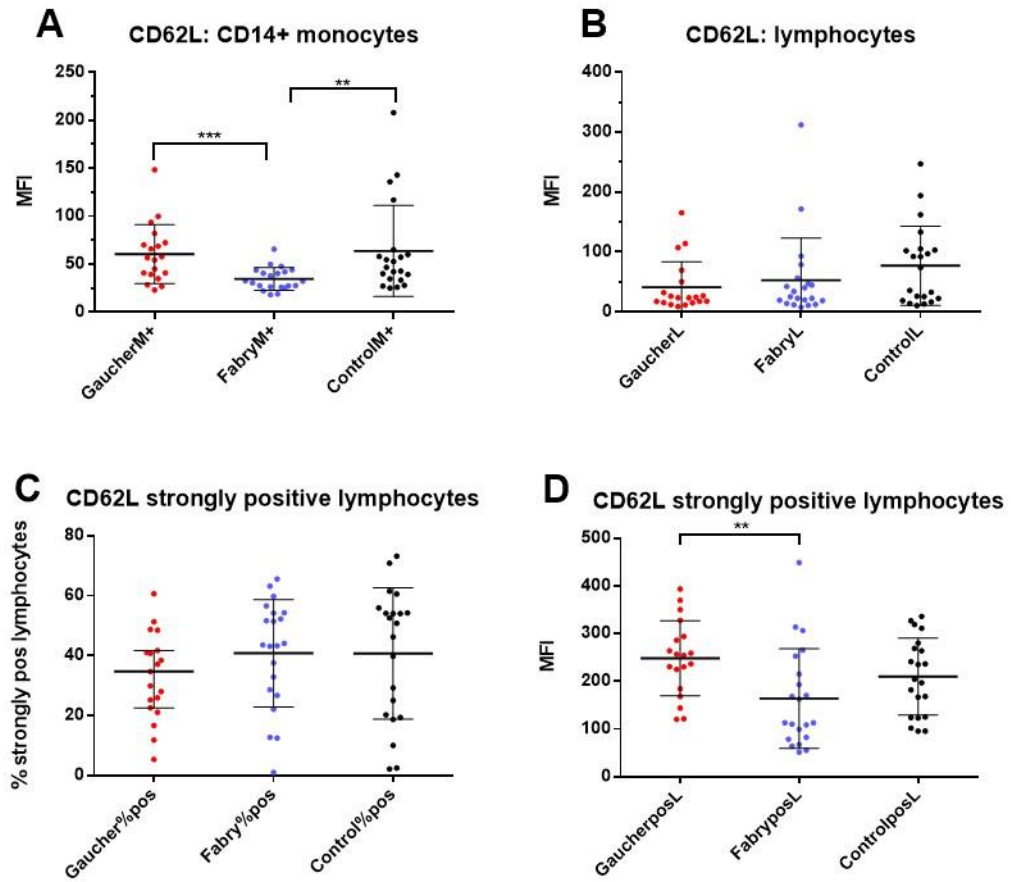 A
CD62L: CD14+ monocytes
MFI
250
200
150
100
50
0
***
**
GaucherM+
FabryM+
ControlM+
B
CD62L: lymphocytes
MFI
400
300
200
100
0
GaucherL
FabryL
ControlL
C
CD62L strongly positive lymphocytes
% strongly pos lymphocytes
80
60
40
20
0
Gaucher%pos
Fabry%pos
Control%pos
D
CD62L strongly positive lymphocytes
MFI
500
400
300
200
100
0
**
GaucherposL
FabryposL
ControlposL